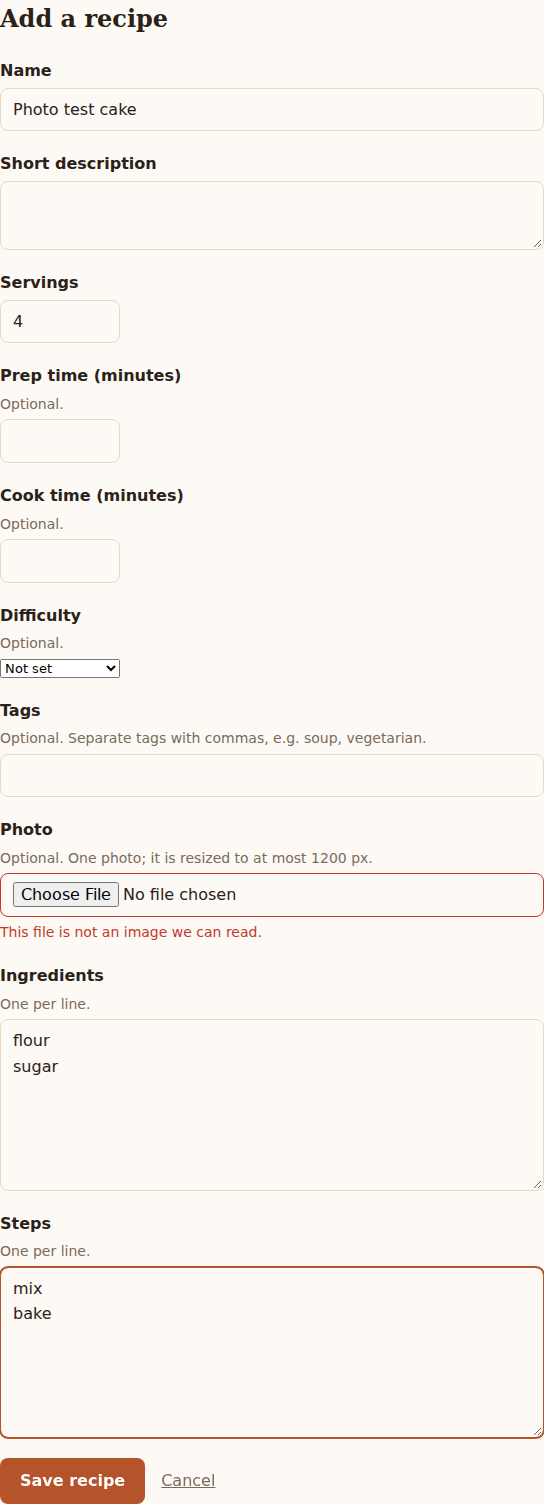 Add a recipe
Name
Photo test cake
Short description
Servings
4
Prep time (minutes)
Optional.
Cook time (minutes)
Optional.
Difficulty
Optional.
Not set
Tags
Optional. Separate tags with commas, e.g. soup, vegetarian.
Photo
Optional. One photo; it is resized to at most 1200 px.
Choose File No file chosen
This file is not an image we can read.
Ingredients
One per line.
flour
sugar
Steps
One per line.
mix
bake
Save recipe Cancel